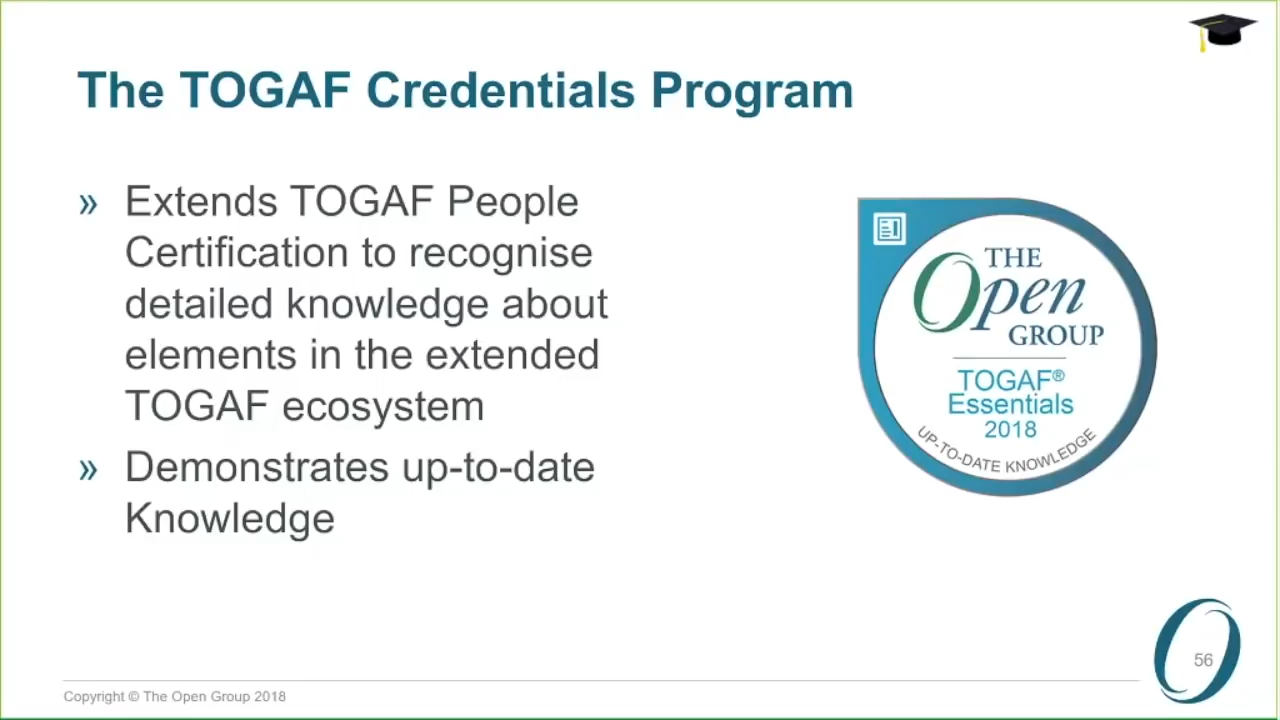 The TOGAF Credentials Program
» Extends TOGAF People
Certification to recognise
detailed knowledge about
elements in the extended
TOGAF ecosystem
» Demonstrates up-to-date
Knowledge
THE
Open
GROUP
TOGAF®
Essentials
2018
UP-TO-DATE KNOWLEDGE
Copyright © The Open Group 2018
56